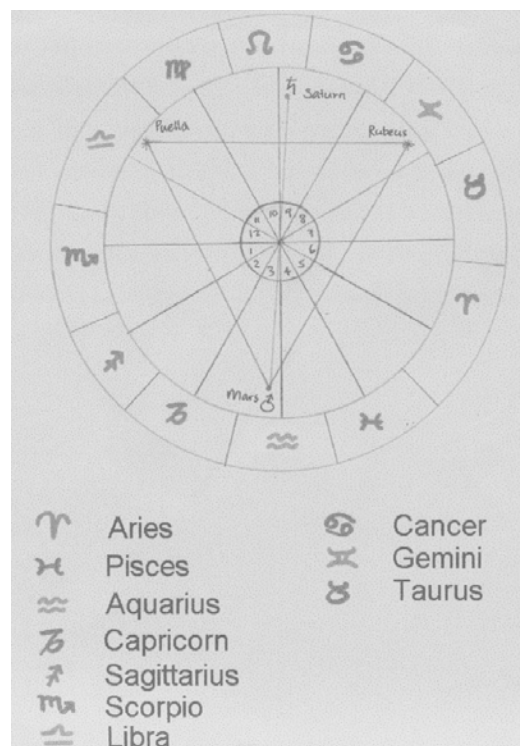 ♍ ♌ ♋
♄ Saturn
Puella Rubeus
♎ ♊
♉
11 10 9 8
12 7
♏ 1 6
2 3 4 5
♈
♐
Mars
♂
♑ ♒ ♓
♈ Aries ♋ Cancer
♓ Pisces ♊ Gemini
♒ Aquarius ♉ Taurus
♑ Capricorn
♐ Sagittarius
♏ Scorpio
♎ Libra